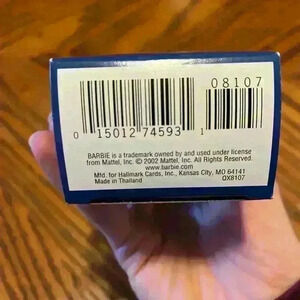 08107
0 15012 74593 1
BARBIE is a trademark owned by and used under license
from Mattel, Inc. © 2002 Mattel, Inc. All Rights Reserved.
www.barbie.com
Mfd. for Hallmark Cards, Inc., Kansas City, MO 64141
Made in Thailand QX8107